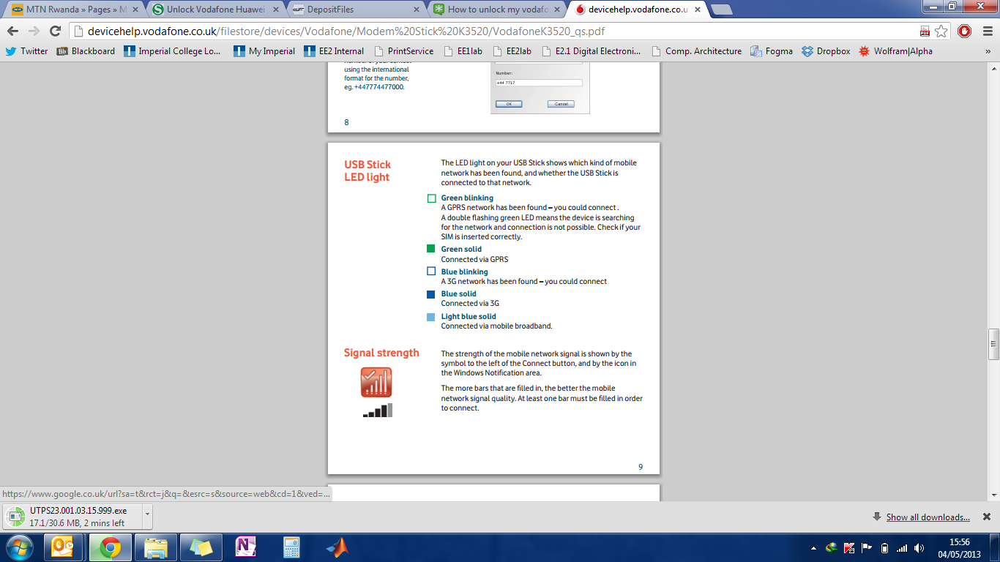 MTN Rwanda » Pages » M
Unlock Vodafone Huawei
DepositFiles
How to unlock my vodafo
devicehelp.vodafone.co.u
devicehelp.vodafone.co.uk/filestore/devices/Vodafone/Modem%20Stick%20K3520/VodafoneK3520_qs.pdf
Twitter
Bb Blackboard
Imperial College Lo...
My Imperial
EE2 Internal
PrintService
EE1lab
EE2lab
E2.1 Digital Electroni...
Comp. Architecture
Fogma
Dropbox
Wolfram|Alpha
»
using the international
format for the number,
eg. +447774477000.
Number:
+44 7717
OK
Cancel
8
USB Stick
LED light
The LED light on your USB Stick shows which kind of mobile
network has been found, and whether the USB Stick is
connected to that network.
Green blinking
A GPRS network has been found – you could connect .
A double flashing green LED means the device is searching
for the network and connection is not possible. Check if your
SIM is inserted correctly.
Green solid
Connected via GPRS
Blue blinking
A 3G network has been found – you could connect
Blue solid
Connected via 3G
Light blue solid
Connected via mobile broadband.
Signal strength
The strength of the mobile network signal is shown by the
symbol to the left of the Connect button, and by the icon in
the Windows Notification area.
The more bars that are filled in, the better the mobile
network signal quality. At least one bar must be filled in order
to connect.
9
https://www.google.co.uk/url?sa=t&rct=j&q=&esrc=s&source=web&cd=1&ved=...
UTPS23.001.03.15.999.exe
17.1/30.6 MB, 2 mins left
Show all downloads...
15:56
04/05/2013